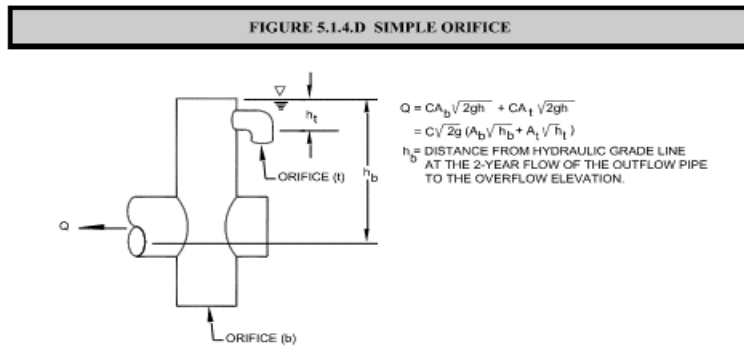 FIGURE 5.1.4.D SIMPLE ORIFICE
h_t
Q = CA_b√2gh + CA_t √2gh
= C√2g (A_b√h_b + A_t√h_t)
h_b = DISTANCE FROM HYDRAULIC GRADE LINE
AT THE 2-YEAR FLOW OF THE OUTFLOW PIPE
TO THE OVERFLOW ELEVATION.
ORIFICE (t)
h_b
Q
ORIFICE (b)